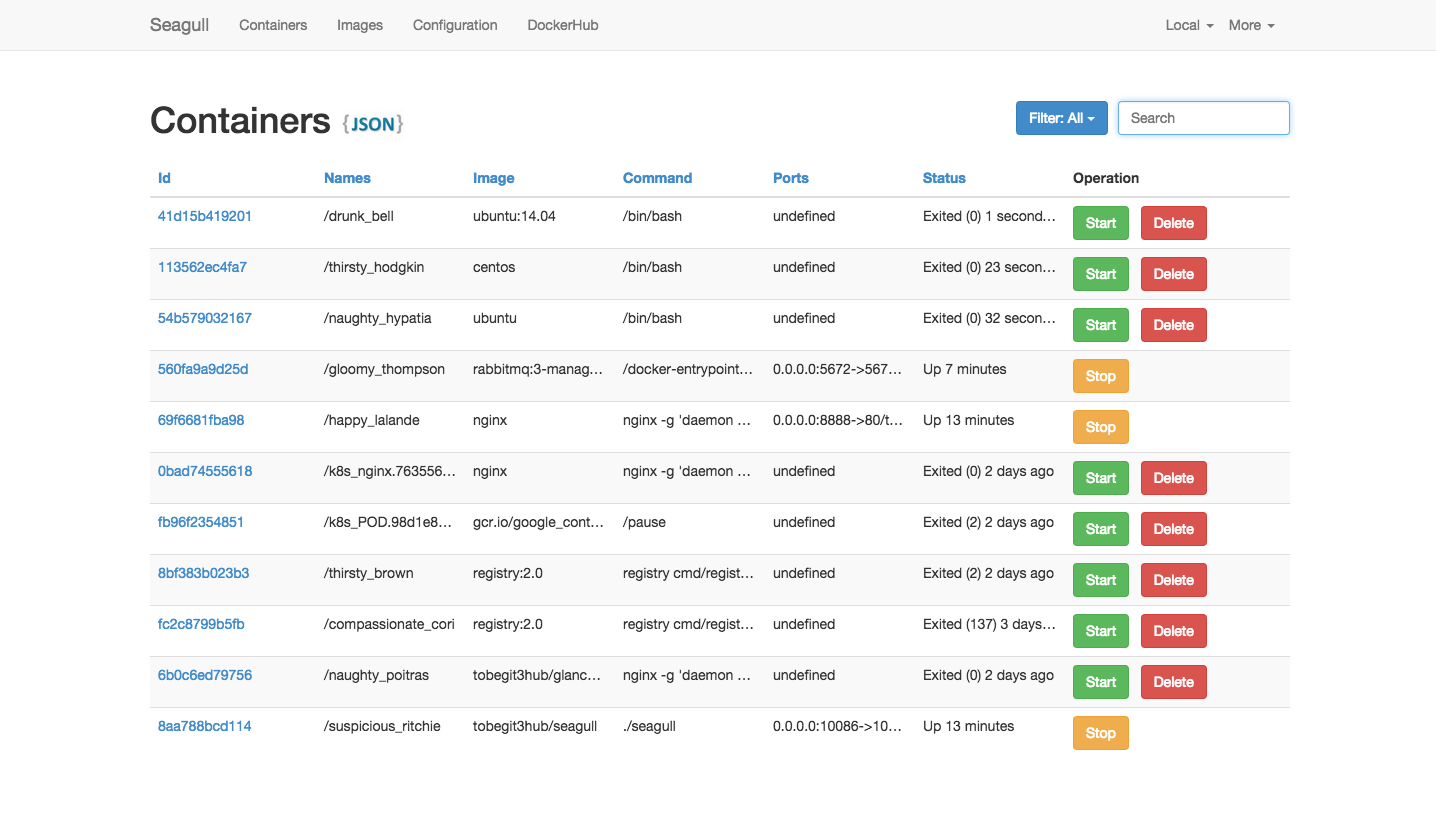 Seagull Containers Images Configuration DockerHub Local More
Containers {JSON} Filter: All Search
Id Names Image Command Ports Status Operation
41d15b419201 /drunk_bell ubuntu:14.04 /bin/bash undefined Exited (0) 1 second... Start Delete
113562ec4fa7 /thirsty_hodgkin centos /bin/bash undefined Exited (0) 23 secon... Start Delete
54b579032167 /naughty_hypatia ubuntu /bin/bash undefined Exited (0) 32 secon... Start Delete
560fa9a9d25d /gloomy_thompson rabbitmq:3-manag... /docker-entrypoint... 0.0.0.0:5672->567... Up 7 minutes Stop
69f6681fba98 /happy_lalande nginx nginx -g 'daemon ... 0.0.0.0:8888->80/t... Up 13 minutes Stop
0bad74555618 /k8s_nginx.763556... nginx nginx -g 'daemon ... undefined Exited (0) 2 days ago Start Delete
fb96f2354851 /k8s_POD.98d1e8... gcr.io/google_cont... /pause undefined Exited (2) 2 days ago Start Delete
8bf383b023b3 /thirsty_brown registry:2.0 registry cmd/regist... undefined Exited (2) 2 days ago Start Delete
fc2c8799b5fb /compassionate_cori registry:2.0 registry cmd/regist... undefined Exited (137) 3 days... Start Delete
6b0c6ed79756 /naughty_poitras tobegit3hub/glanc... nginx -g 'daemon ... undefined Exited (0) 2 days ago Start Delete
8aa788bcd114 /suspicious_ritchie tobegit3hub/seagull ./seagull 0.0.0.0:10086->10... Up 13 minutes Stop